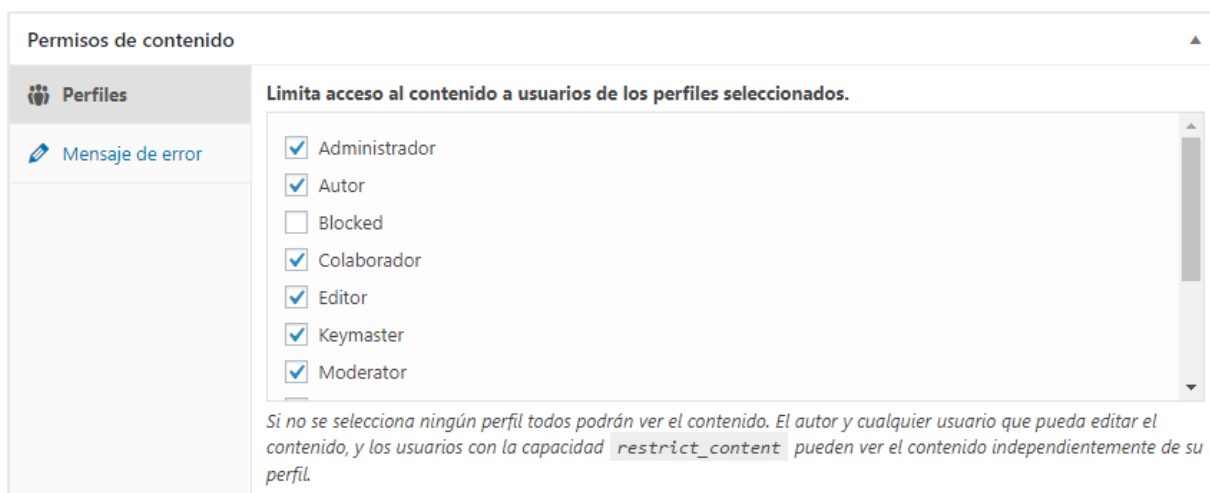 Permisos de contenido
Perfiles
Mensaje de error
Limita acceso al contenido a usuarios de los perfiles seleccionados.
Administrador
Autor
Blocked
Colaborador
Editor
Keymaster
Moderator
Si no se selecciona ningún perfil todos podrán ver el contenido. El autor y cualquier usuario que pueda editar el
contenido, y los usuarios con la capacidad restrict_content pueden ver el contenido independientemente de su
perfil.